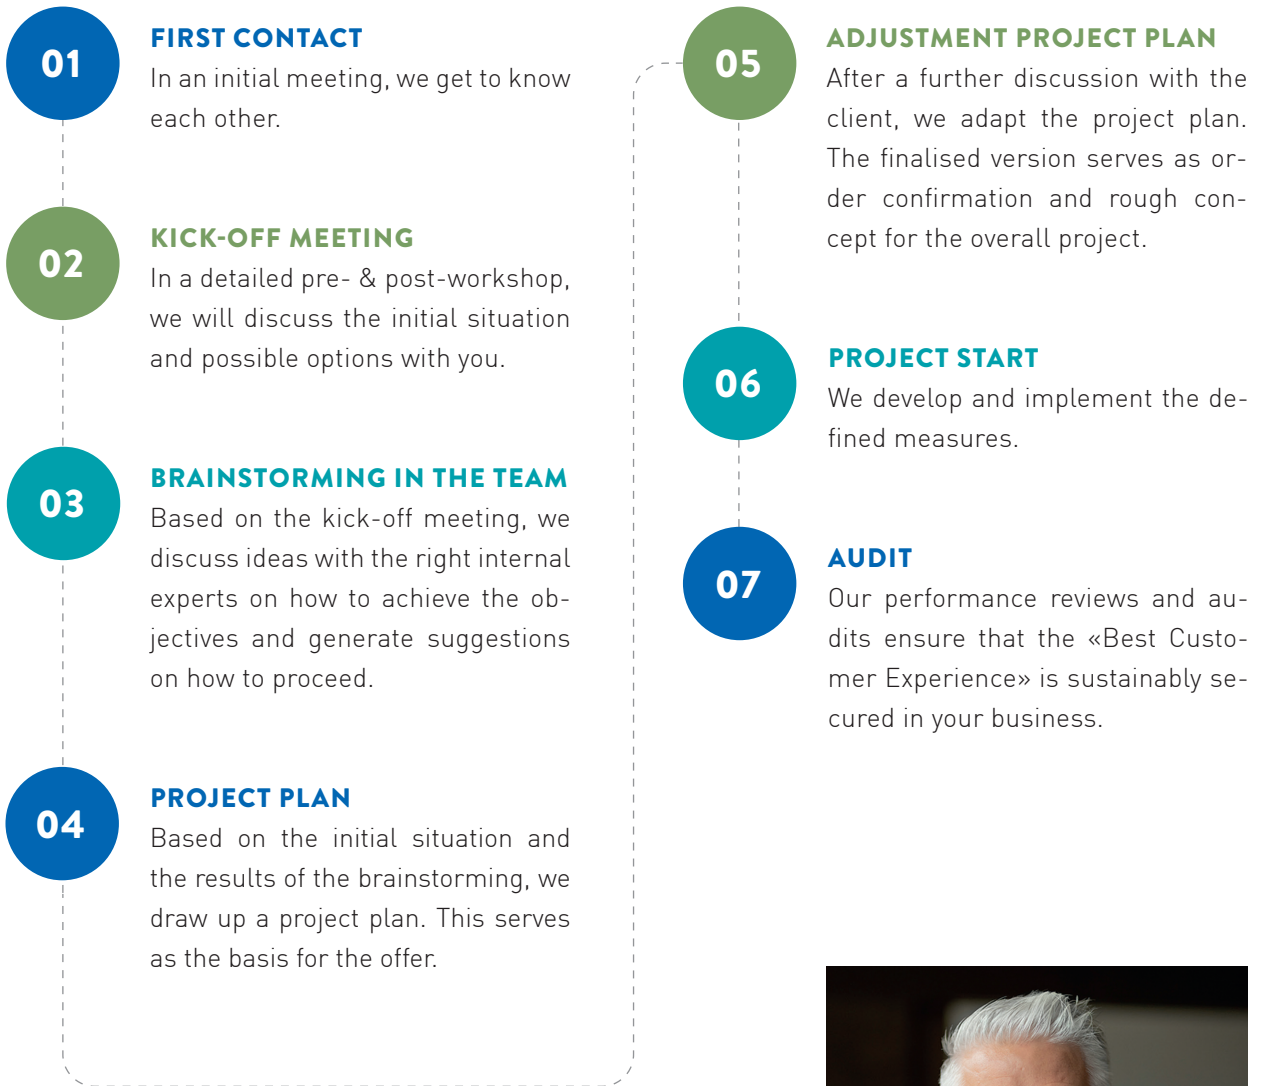 01
FIRST CONTACT
In an initial meeting, we get to know
each other.
02
KICK-OFF MEETING
In a detailed pre- & post-workshop,
we will discuss the initial situation
and possible options with you.
03
BRAINSTORMING IN THE TEAM
Based on the kick-off meeting, we
discuss ideas with the right internal
experts on how to achieve the ob-
jectives and generate suggestions
on how to proceed.
04
PROJECT PLAN
Based on the initial situation and
the results of the brainstorming, we
draw up a project plan. This serves
as the basis for the offer.
05
ADJUSTMENT PROJECT PLAN
After a further discussion with the
client, we adapt the project plan.
The finalised version serves as or-
der confirmation and rough con-
cept for the overall project.
06
PROJECT START
We develop and implement the de-
fined measures.
07
AUDIT
Our performance reviews and au-
dits ensure that the «Best Custo-
mer Experience» is sustainably se-
cured in your business.